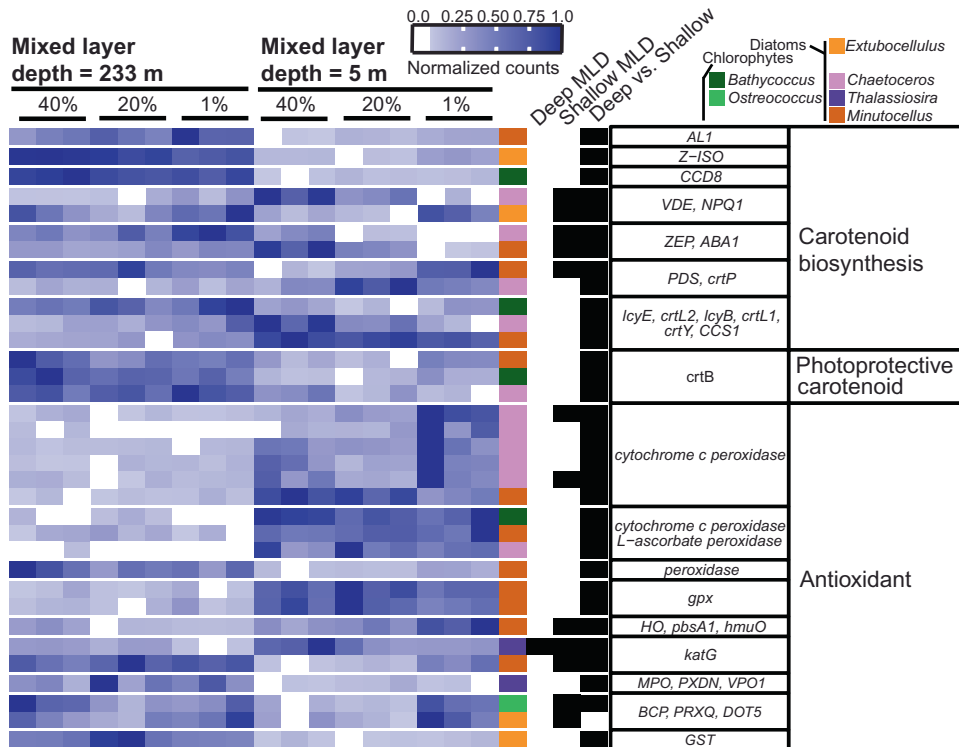 0.0 0.25 0.50 0.75 1.0
Normalized counts
Mixed layer
depth = 233 m
Mixed layer
depth = 5 m
40% 20% 1% 40% 20% 1%
Deep MLD
Shallow MLD
Deep vs. Shallow
Chlorophytes
Bathycoccus
Ostreococcus
Diatoms
Extubocellulus
Chaetoceros
Thalassiosira
Minutocellus
AL1
Z-ISO
CCD8
VDE, NPQ1
ZEP, ABA1
PDS, crtP
lcyE, crtL2, lcyB, crtL1,
crtY, CCS1
Carotenoid
biosynthesis
crtB
Photoprotective
carotenoid
cytochrome c peroxidase
cytochrome c peroxidase
L-ascorbate peroxidase
peroxidase
gpx
HO, pbsA1, hmuO
katG
MPO, PXDN, VPO1
BCP, PRXQ, DOT5
GST
Antioxidant